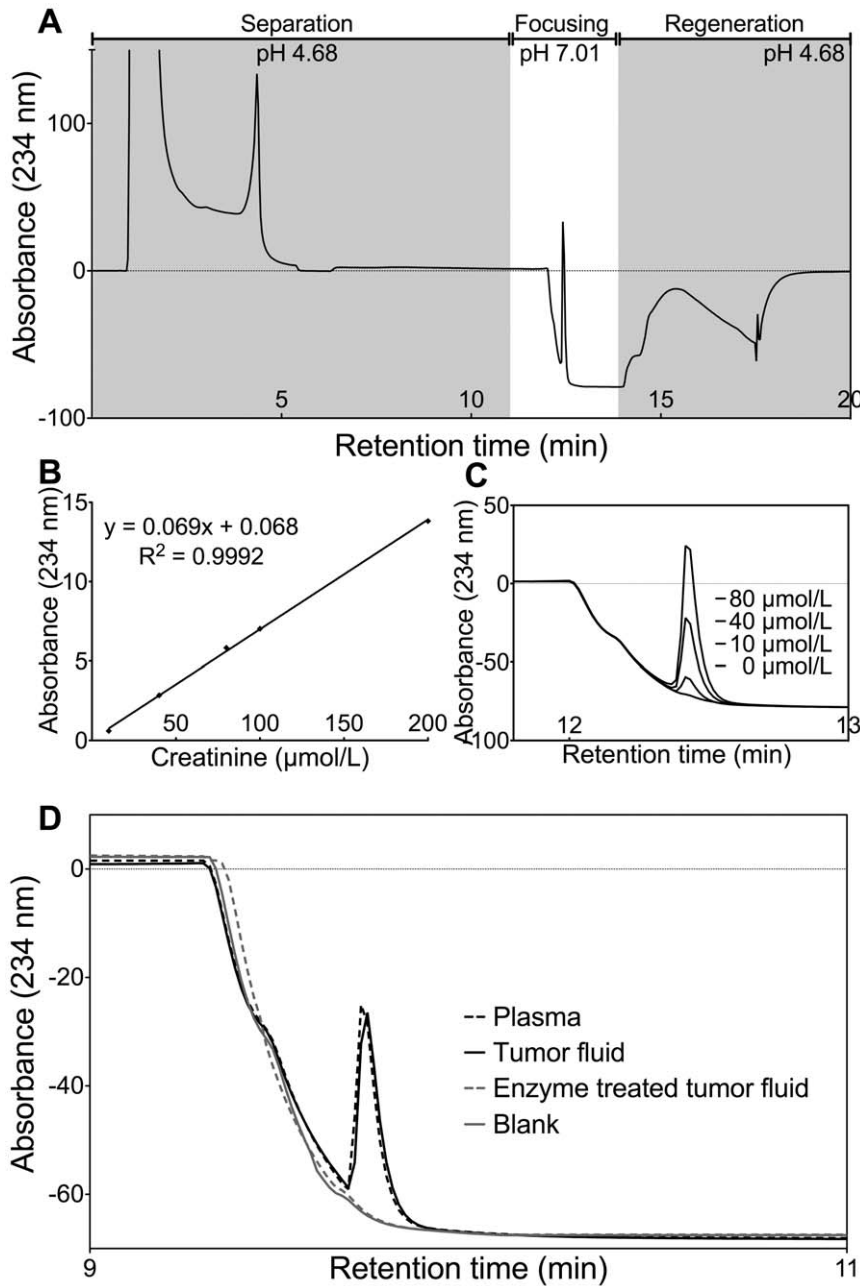 A
Separation
Focusing
Regeneration
pH 4.68
pH 7.01
pH 4.68
Absorbance (234 nm)
100
0
-100
5
10
15
20
Retention time (min)
B
Absorbance (234 nm)
15
10
5
0
y = 0.069x + 0.068
R² = 0.9992
50
100
150
200
Creatinine (µmol/L)
C
Absorbance (234 nm)
50
0
-50
-100
80 µmol/L
40 µmol/L
10 µmol/L
0 µmol/L
12
13
Retention time (min)
D
Absorbance (234 nm)
0
-20
-40
-60
Plasma
Tumor fluid
Enzyme treated tumor fluid
Blank
9
11
Retention time (min)